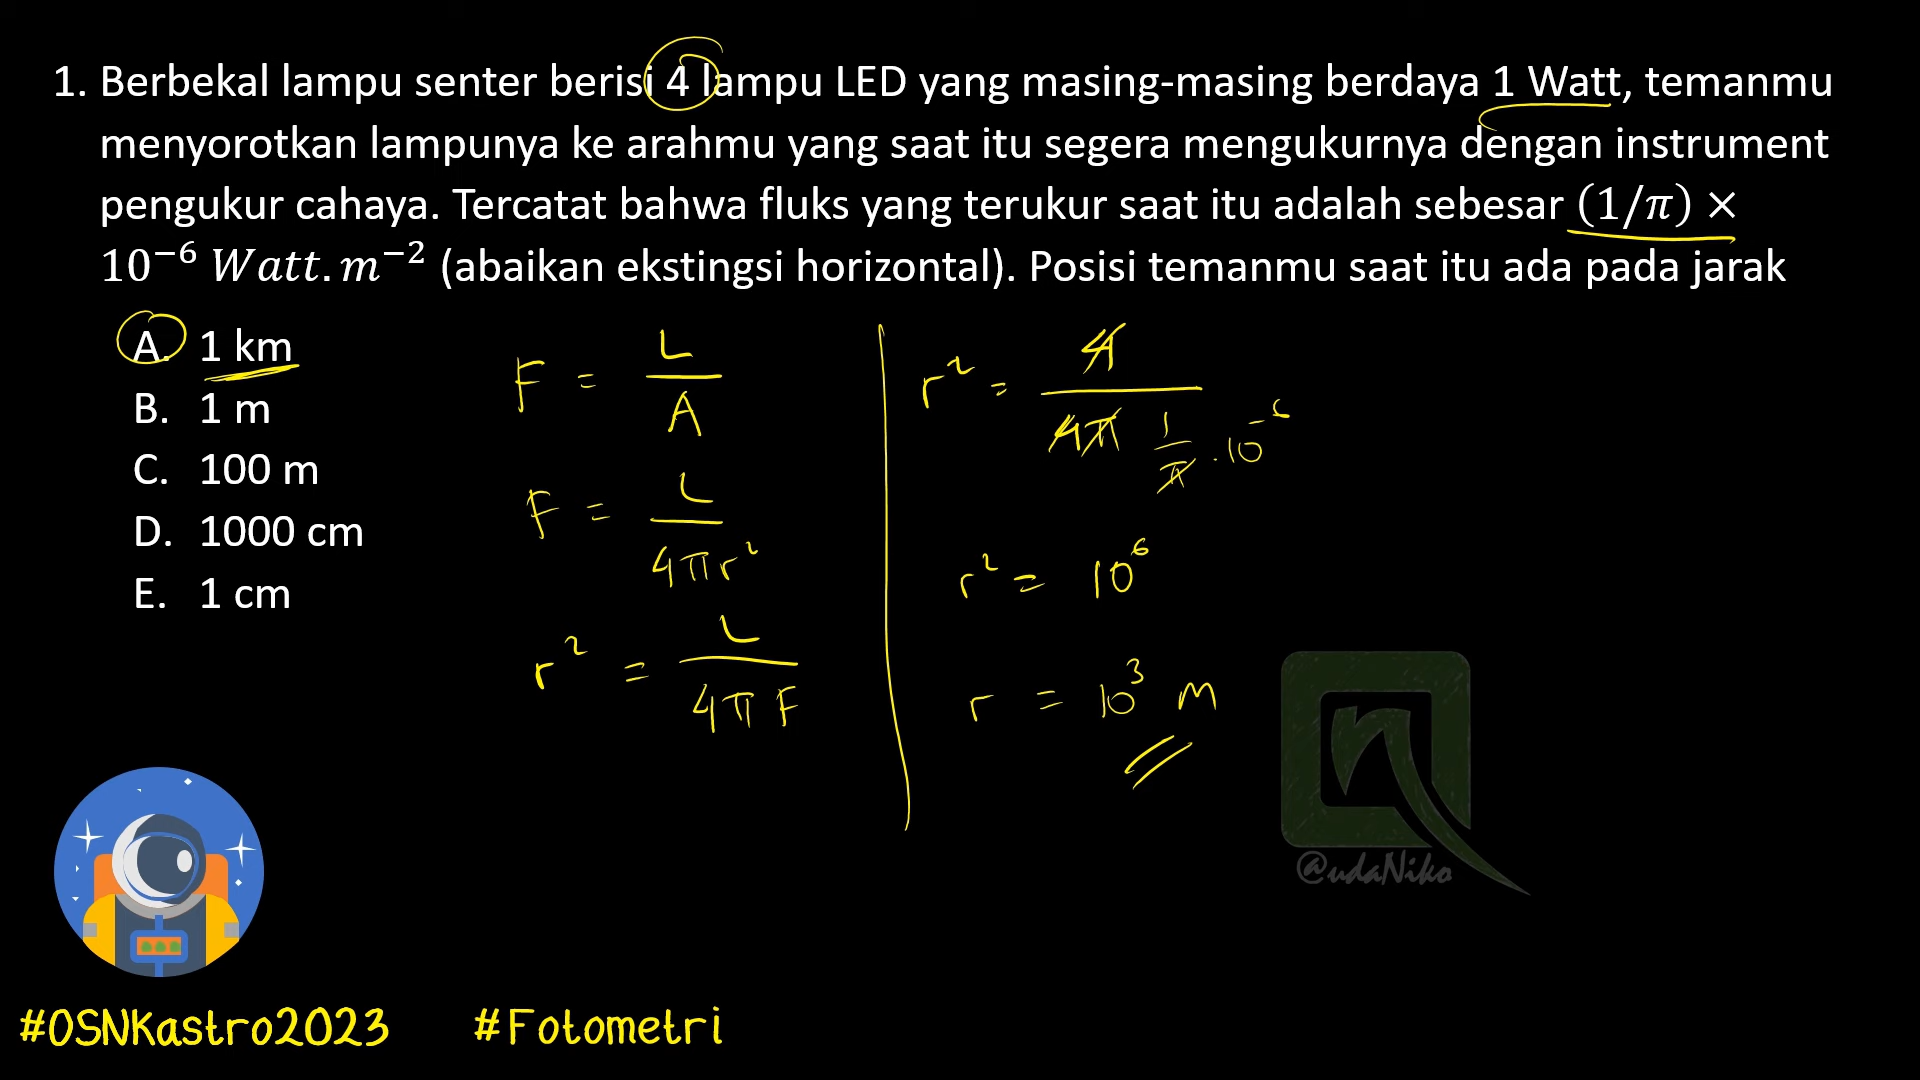 1. Berbekal lampu senter berisi 4 lampu LED yang masing-masing berdaya 1 Watt, temanmu
menyorotkan lampunya ke arahmu yang saat itu segera mengukurnya dengan instrument
pengukur cahaya. Tercatat bahwa fluks yang terukur saat itu adalah sebesar (1/π) ×
10⁻⁶ Watt.m⁻² (abaikan ekstingsi horizontal). Posisi temanmu saat itu ada pada jarak
A. 1 km
B. 1 m
C. 100 m
D. 1000 cm
E. 1 cm
F = L / A
F = L / 4πr²
r² = L / 4π F
r² = 4 / 4π 1/π . 10⁻⁶
r² = 10⁶
r = 10³ m
@udaNiko
#OSNKastro2023 #Fotometri